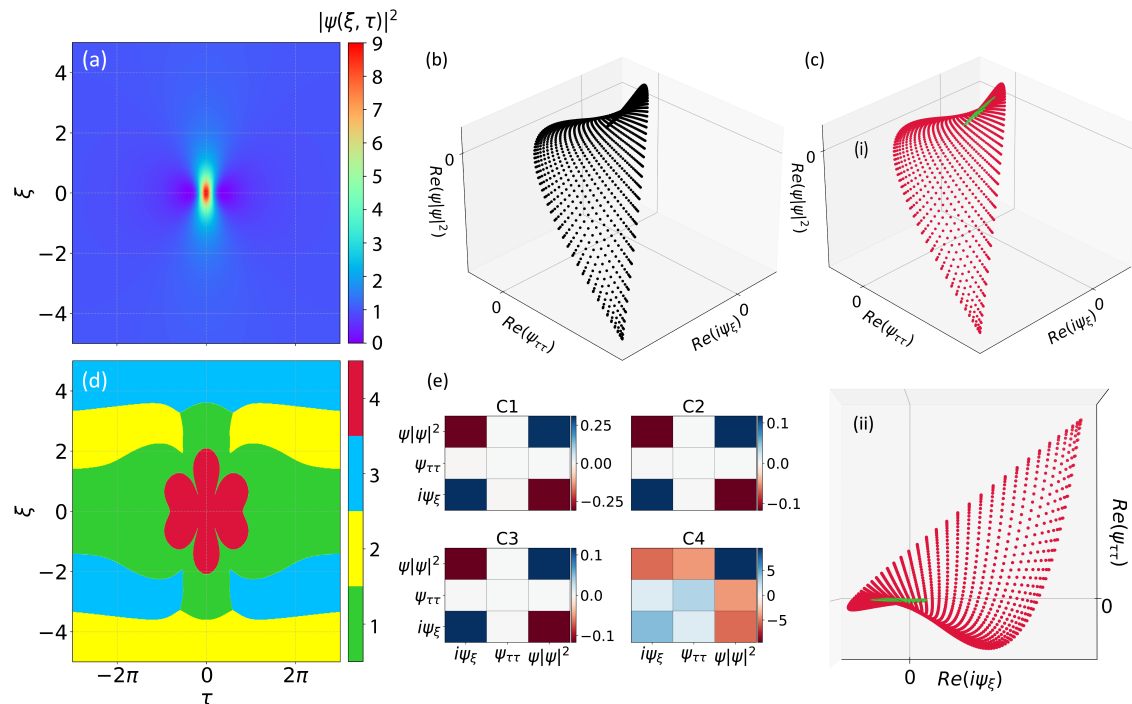 (a)
|ψ(ξ, τ)|²
ξ
4
2
0
−2
−4
9
8
7
6
5
4
3
2
1
0
(b)
Re(ψ|ψ|²)
0
Re(ψ_ττ)
0
Re(iψ_ξ)
0
(c)
(i)
Re(ψ|ψ|²)
0
Re(ψ_ττ)
0
Re(iψ_ξ)
0
(d)
ξ
4
2
0
−2
−4
−2π
0
2π
τ
4
3
2
1
(e)
C1
ψ|ψ|²
ψ_ττ
iψ_ξ
0.25
0.00
−0.25
C2
0.1
0.0
−0.1
C3
ψ|ψ|²
ψ_ττ
iψ_ξ
iψ_ξ ψ_ττ ψ|ψ|²
0.1
0.0
−0.1
C4
iψ_ξ ψ_ττ ψ|ψ|²
5
0
−5
(ii)
Re(ψ_ττ)
0
0
Re(iψ_ξ)